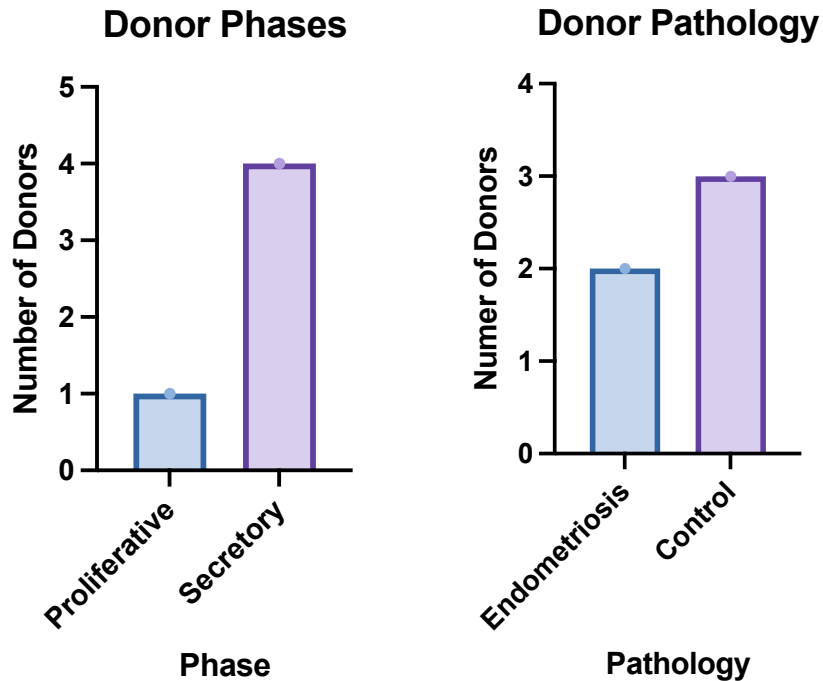 Donor Phases
Number of Donors
5
4
3
2
1
0
Proliferative
Secretory
Phase
Donor Pathology
Numer of Donors
4
3
2
1
0
Endometriosis
Control
Pathology